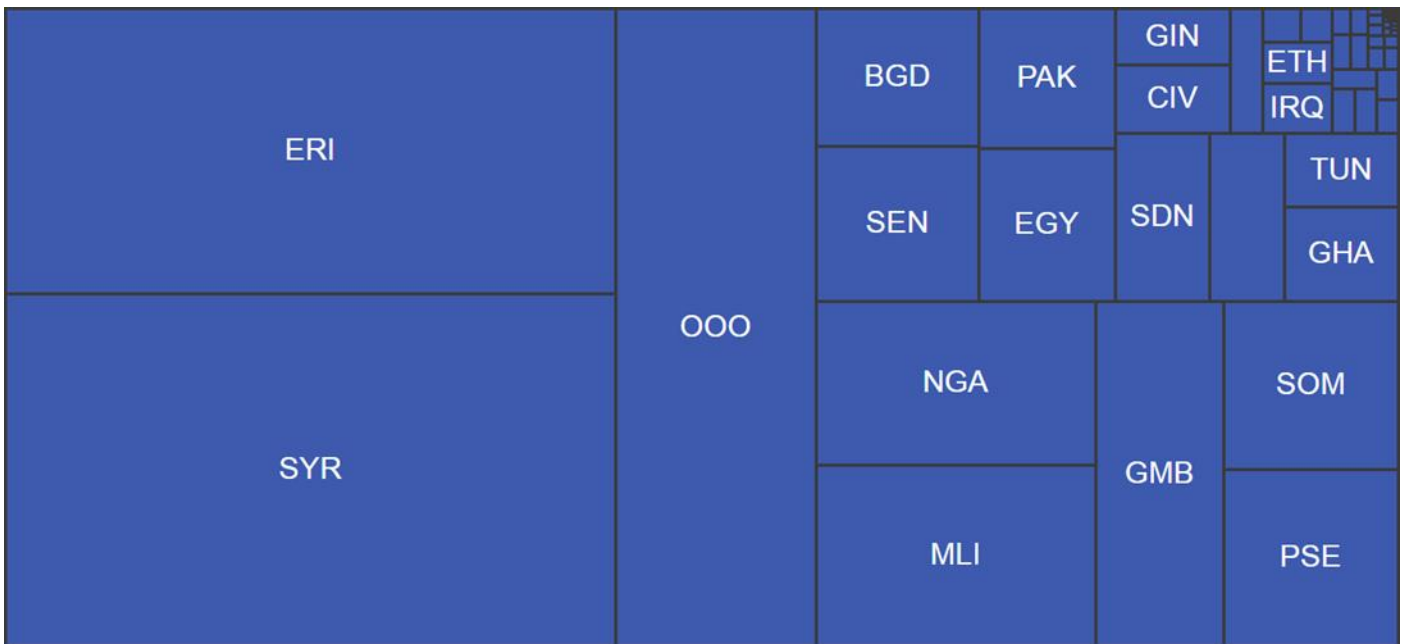 ERI
SYR
OOO
BGD
PAK
SEN
EGY
GIN
CIV
ETH
IRQ
SDN
TUN
GHA
NGA
MLI
GMB
SOM
PSE